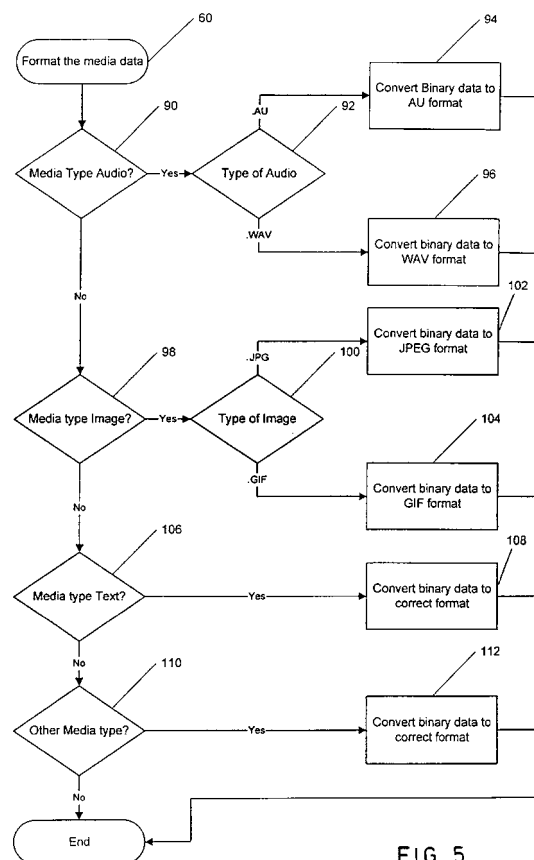 60
Format the media data
94
Convert Binary data to
AU format
90
92
.AU
Media Type Audio?
Yes
Type of Audio
.WAV
96
Convert binary data to
WAV format
No
102
Convert binary data to
JPEG format
98
.JPG
100
Media type Image?
Yes
Type of Image
104
.GIF
Convert binary data to
GIF format
No
106
108
Media type Text?
Yes
Convert binary data to
correct format
No
110
112
Other Media type?
Yes
Convert binary data to
correct format
No
End
FIG. 5